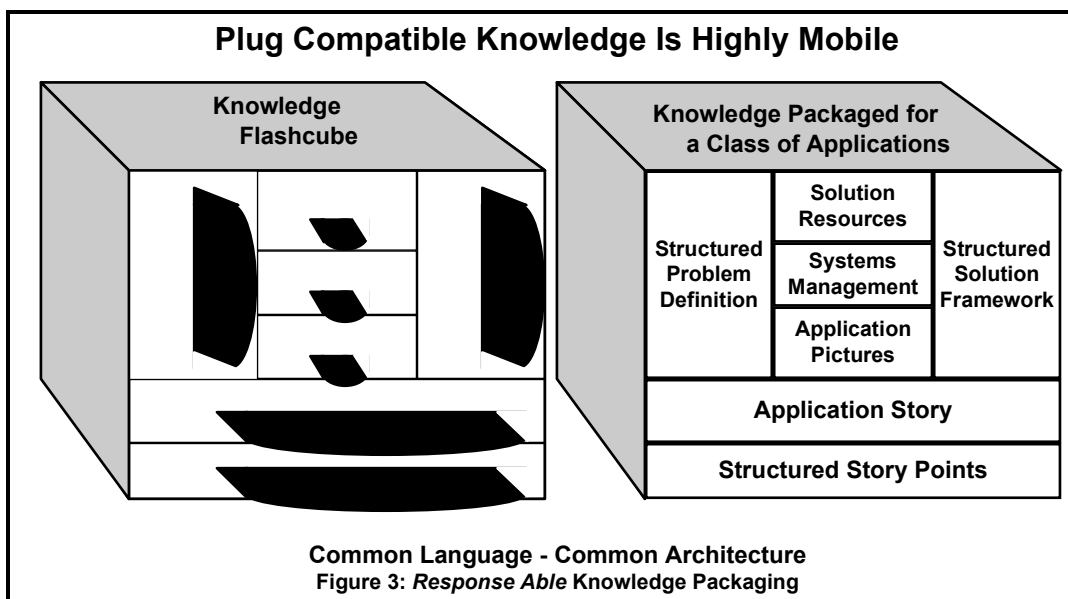 Plug Compatible Knowledge Is Highly Mobile
Knowledge
Flashcube
Knowledge Packaged for
a Class of Applications
Structured
Problem
Definition
Solution
Resources
Systems
Management
Application
Pictures
Structured
Solution
Framework
Application Story
Structured Story Points
Common Language - Common Architecture
Figure 3: Response Able Knowledge Packaging